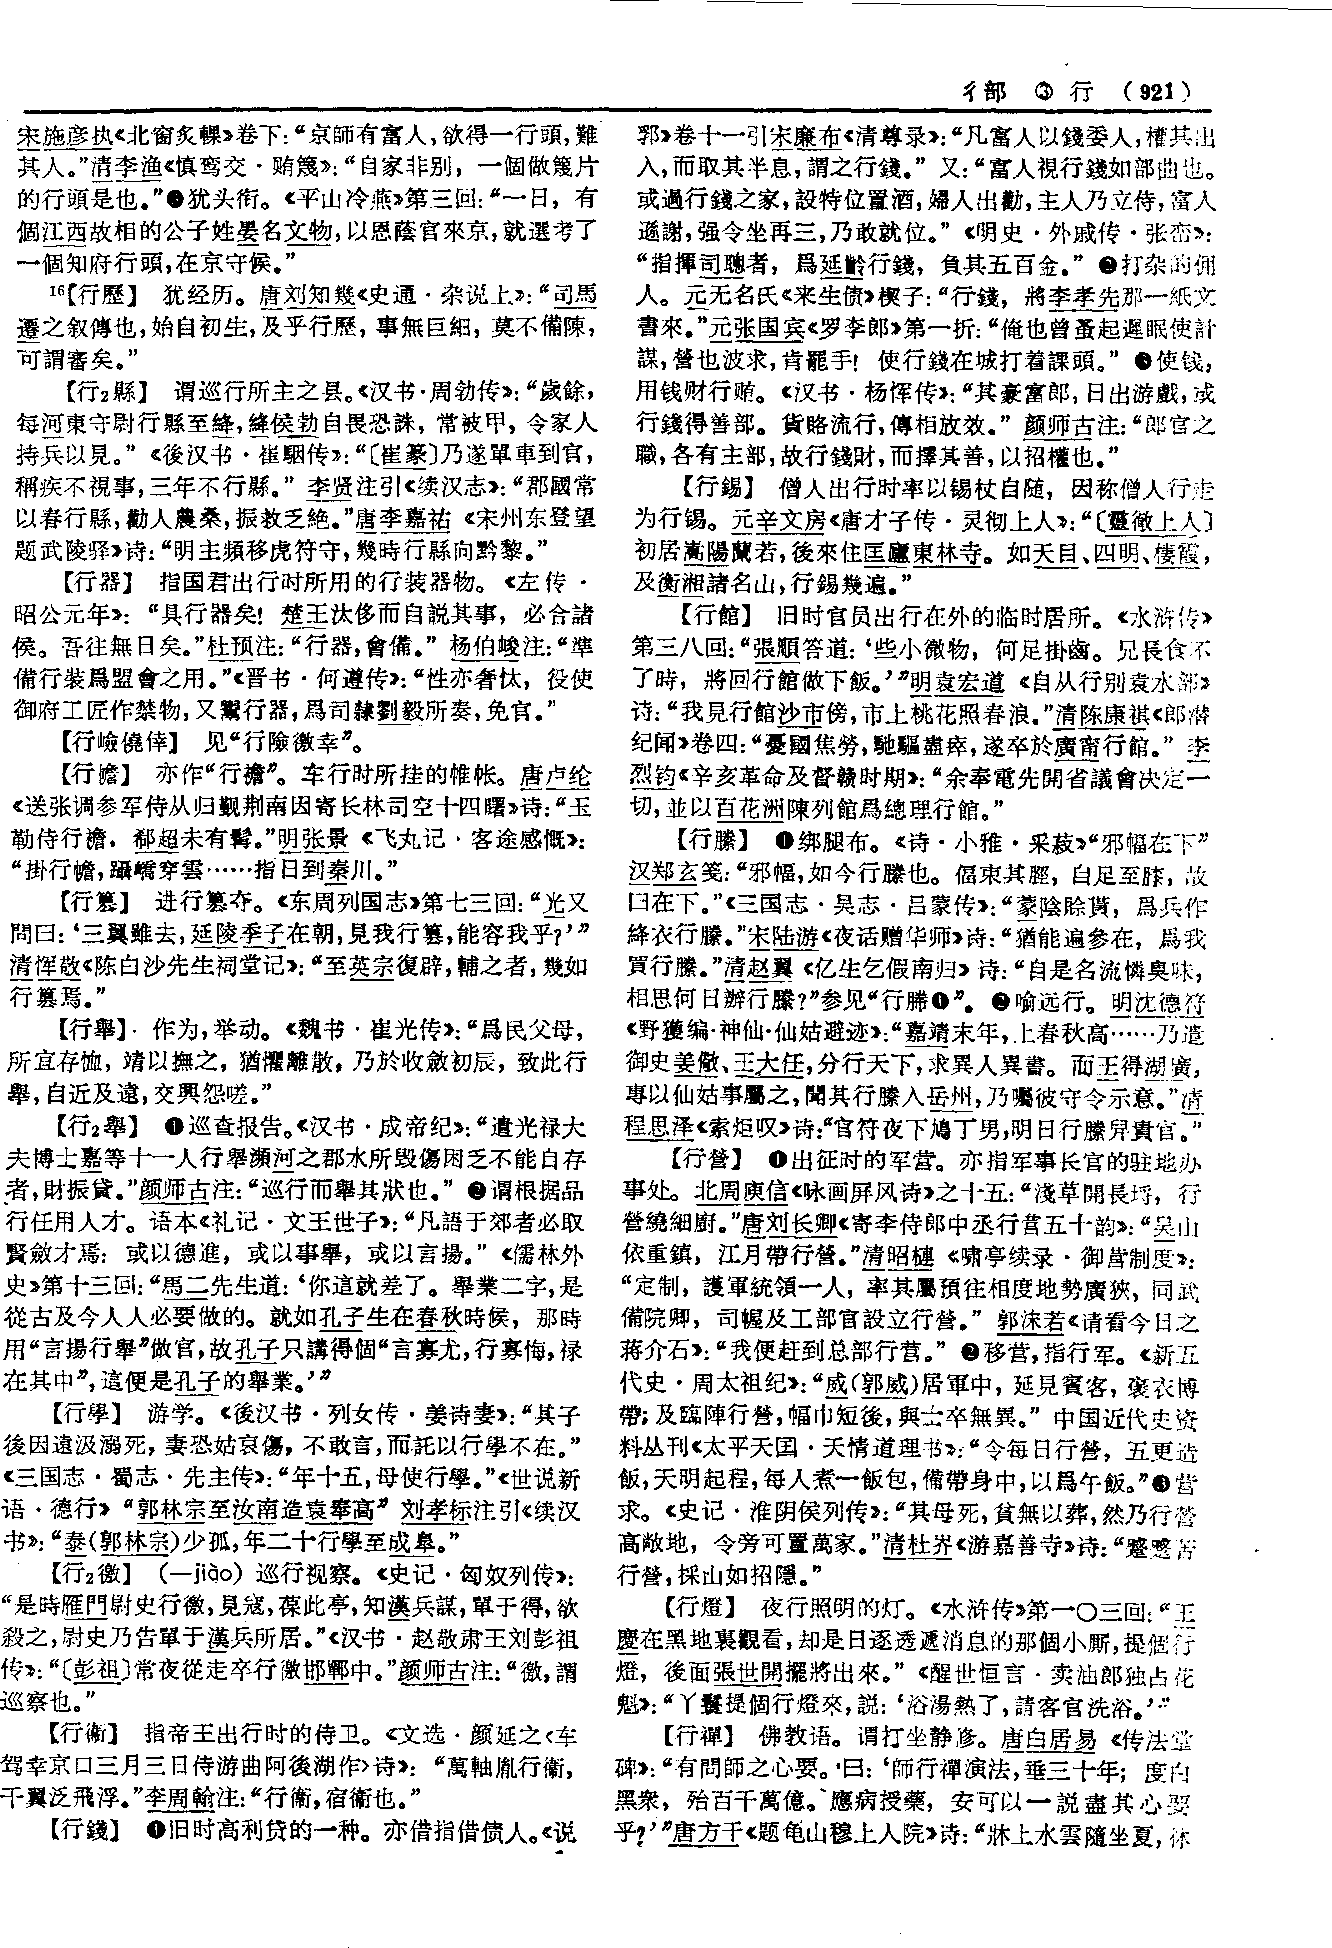 彳部 ③ 行 (921)
宋施彦执《北窗炙輠》卷下：“京師有富人，欲得一行頭，難
其人。”清李渔《慎鸾交·贿篾》：“自家非别，一個做篾片
的行頭是也。”❷犹头衔。《平山冷燕》第三回：“一日，有
個江西故相的公子姓晏名文物，以恩蔭官來京，就選考了
一個知府行頭，在京守候。”
16【行歷】 犹经历。唐刘知幾《史通·杂说上》：“司馬
遷之叙傳也，始自初生，及乎行歷，事無巨細，莫不備陳，
可謂審矣。”
【行2縣】 谓巡行所主之县。《汉书·周勃传》：“歲餘，
每河東守尉行縣至絳，絳侯勃自畏恐誅，常被甲，令家人
持兵以見。”《後汉书·崔駰传》：“〔崔篆〕乃遂單車到官，
稱疾不視事，三年不行縣。”李贤注引《续汉志》：“郡國常
以春行縣，勸人農桑，振救乏絶。”唐李嘉祐《宋州东登望
题武陵驿》诗：“明主頻移虎符守，幾時行縣向黔黎。”
【行器】 指国君出行时所用的行装器物。《左传·
昭公元年》：“具行器矣！楚王汰侈而自説其事，必合諸
侯。吾往無日矣。”杜预注：“行器，會備。”杨伯峻注：“準
備行裝爲盟會之用。”《晋书·何遵传》：“性亦奢忲，役使
御府工匠作禁物，又鬻行器，爲司隸劉毅所奏，免官。”
【行嶮僥倖】 见“行險徼幸”。
【行幨】 亦作“行襜”。车行时所挂的帷帐。唐卢纶
《送张调参军侍从归觐荆南因寄长林司空十四曙》诗：“玉
勒侍行襜，郗超未有髯。”明张景《飞丸记·客途感慨》：
“掛行幨，躡嶠穿雲……指日到秦川。”
【行篡】 进行篡夺。《东周列国志》第七三回：“光又
問曰：‘三翼雖去，延陵季子在朝，見我行篡，能容我乎？’”
清恽敬《陈白沙先生祠堂记》：“至英宗復辟，輔之者，幾如
行篡焉。”
【行舉】 作为，举动。《魏书·崔光传》：“爲民父母，
所宜存恤，靖以撫之，猶懼離散，乃於收斂初辰，致此行
舉，自近及遠，交興怨嗟。”
【行2舉】 ❶巡查报告。《汉书·成帝纪》：“遣光禄大
夫博士嘉等十一人行舉瀕河之郡水所毁傷困乏不能自存
者，財振貸。”颜师古注：“巡行而舉其狀也。”❷谓根据品
行任用人才。语本《礼记·文王世子》：“凡語于郊者必取
賢斂才焉：或以德進，或以事舉，或以言揚。”《儒林外
史》第十三回：“馬二先生道：‘你這就差了。舉業二字，是
從古及今人人必要做的。就如孔子生在春秋時候，那時
用“言揚行舉”做官，故孔子只講得個“言寡尤，行寡悔，禄
在其中”，這便是孔子的舉業。’”
【行學】 游学。《後汉书·列女传·姜诗妻》：“其子
後因遠汲溺死，妻恐姑哀傷，不敢言，而託以行學不在。”
《三国志·蜀志·先主传》：“年十五，母使行學。”《世说新
语·德行》“郭林宗至汝南造袁奉高”刘孝标注引《续汉
书》：“泰（郭林宗）少孤，年二十行學至成皋。”
【行2徼】 （—jiào）巡行视察。《史记·匈奴列传》：
“是時雁門尉史行徼，見寇，葆此亭，知漢兵謀，單于得，欲
殺之，尉史乃告單于漢兵所居。”《汉书·赵敬肃王刘彭祖
传》：“〔彭祖〕常夜從走卒行徼邯鄲中。”颜师古注：“徼，謂
巡察也。”
【行衞】 指帝王出行时的侍卫。《文选·颜延之〈车
驾幸京口三月三日侍游曲阿後湖作〉诗》：“萬軸胤行衞，
千翼泛飛浮。”李周翰注：“行衞，宿衞也。”
【行錢】 ❶旧时高利贷的一种。亦借指借债人。《说
郛》卷十一引宋廉布《清尊录》：“凡富人以錢委人，權其出
入，而取其半息，謂之行錢。”又：“富人視行錢如部曲也。
或過行錢之家，設特位置酒，婦人出勸，主人乃立侍，富人
遜謝，强令坐再三，乃敢就位。”《明史·外戚传·张峦》：
“指揮司聰者，爲延齡行錢，負其五百金。”❷打杂的佣
人。元无名氏《来生债》楔子：“行錢，將李孝先那一紙文
書來。”元张国宾《罗李郎》第一折：“俺也曾蚤起遲眠使計
謀，營也波求，肯罷手！使行錢在城打着課頭。”❸使钱，
用钱财行贿。《汉书·杨恽传》：“其豪富郎，日出游戲，或
行錢得善部。貨賂流行，傳相放效。”颜师古注：“郎官之
職，各有主部，故行錢財，而擇其善，以招權也。”
【行錫】 僧人出行时率以锡杖自随，因称僧人行走
为行锡。元辛文房《唐才子传·灵彻上人》：“〔靈徹上人〕
初居嵩陽蘭若，後來住匡廬東林寺。如天目、四明、棲霞，
及衡湘諸名山，行錫幾遍。”
【行館】 旧时官员出行在外的临时居所。《水浒传》
第三八回：“張順答道：‘些小微物，何足掛齒。兄長食不
了時，將回行館做下飯。’”明袁宏道《自从行别袁水部》
诗：“我見行館沙市傍，市上桃花照春浪。”清陈康祺《郎潜
纪闻》卷四：“憂國焦勞，馳驅盡瘁，遂卒於廣甯行館。”李
烈钧《辛亥革命及督赣时期》：“余奉電先開省議會决定一
切，並以百花洲陳列館爲總理行館。”
【行縢】 ❶绑腿布。《诗·小雅·采菽》“邪幅在下”
汉郑玄笺：“邪幅，如今行縢也。偪束其脛，自足至膝，故
曰在下。”《三国志·吴志·吕蒙传》：“蒙陰賒貰，爲兵作
絳衣行縢。”宋陆游《夜话赠华师》诗：“猶能遍參在，爲我
買行縢。”清赵翼《亿生乞假南归》诗：“自是名流憐臭味，
相思何日辦行縢？”参见“行幐❶”。❷喻远行。明沈德符
《野獲编·神仙·仙姑避迹》：“嘉靖末年，上春秋高……乃遣
御史姜儆、王大任，分行天下，求異人異書。而王得湖廣，
專以仙姑事屬之，聞其行縢入岳州，乃囑彼守令示意。”清
程思泽《索炬叹》诗：“官符夜下鳩丁男，明日行縢舁貴官。”
【行營】 ❶出征时的军营。亦指军事长官的驻地办
事处。北周庾信《咏画屏风诗》之十五：“淺草開長埒，行
營繞細廚。”唐刘长卿《寄李侍郎中丞行营五十韵》：“吴山
依重鎮，江月帶行營。”清昭槤《啸亭续录·御营制度》：
“定制，護軍統領一人，率其屬預往相度地勢廣狹，同武
備院卿，司幄及工部官設立行營。”郭沫若《请看今日之
蒋介石》：“我便赶到总部行营。”❷移营，指行军。《新五
代史·周太祖纪》：“威（郭威）居軍中，延見賓客，褒衣博
帶；及臨陣行營，幅巾短後，與士卒無異。”中国近代史资
料丛刊《太平天国·天情道理书》：“令每日行營，五更造
飯，天明起程，每人煮一飯包，備帶身中，以爲午飯。”❸营
求。《史记·淮阴侯列传》：“其母死，貧無以葬，然乃行營
高敞地，令旁可置萬家。”清杜岕《游嘉善寺》诗：“蹩躄苦
行營，採山如招隱。”
【行燈】 夜行照明的灯。《水浒传》第一〇三回：“王
慶在黑地裏觀看，却是日逐透遞消息的那個小厮，提個行
燈，後面張世開擺將出來。”《醒世恒言·卖油郎独占花
魁》：“丫鬟提個行燈來，説：‘浴湯熱了，請客官洗浴。’”
【行禪】 佛教语。谓打坐静修。唐白居易《传法堂
碑》：“有問師之心要。曰：‘師行禪演法，垂三十年；度白
黑衆，殆百千萬億。應病授藥，安可以一説盡其心要
乎？’”唐方干《题龟山穆上人院》诗：“牀上水雲隨坐夏，林